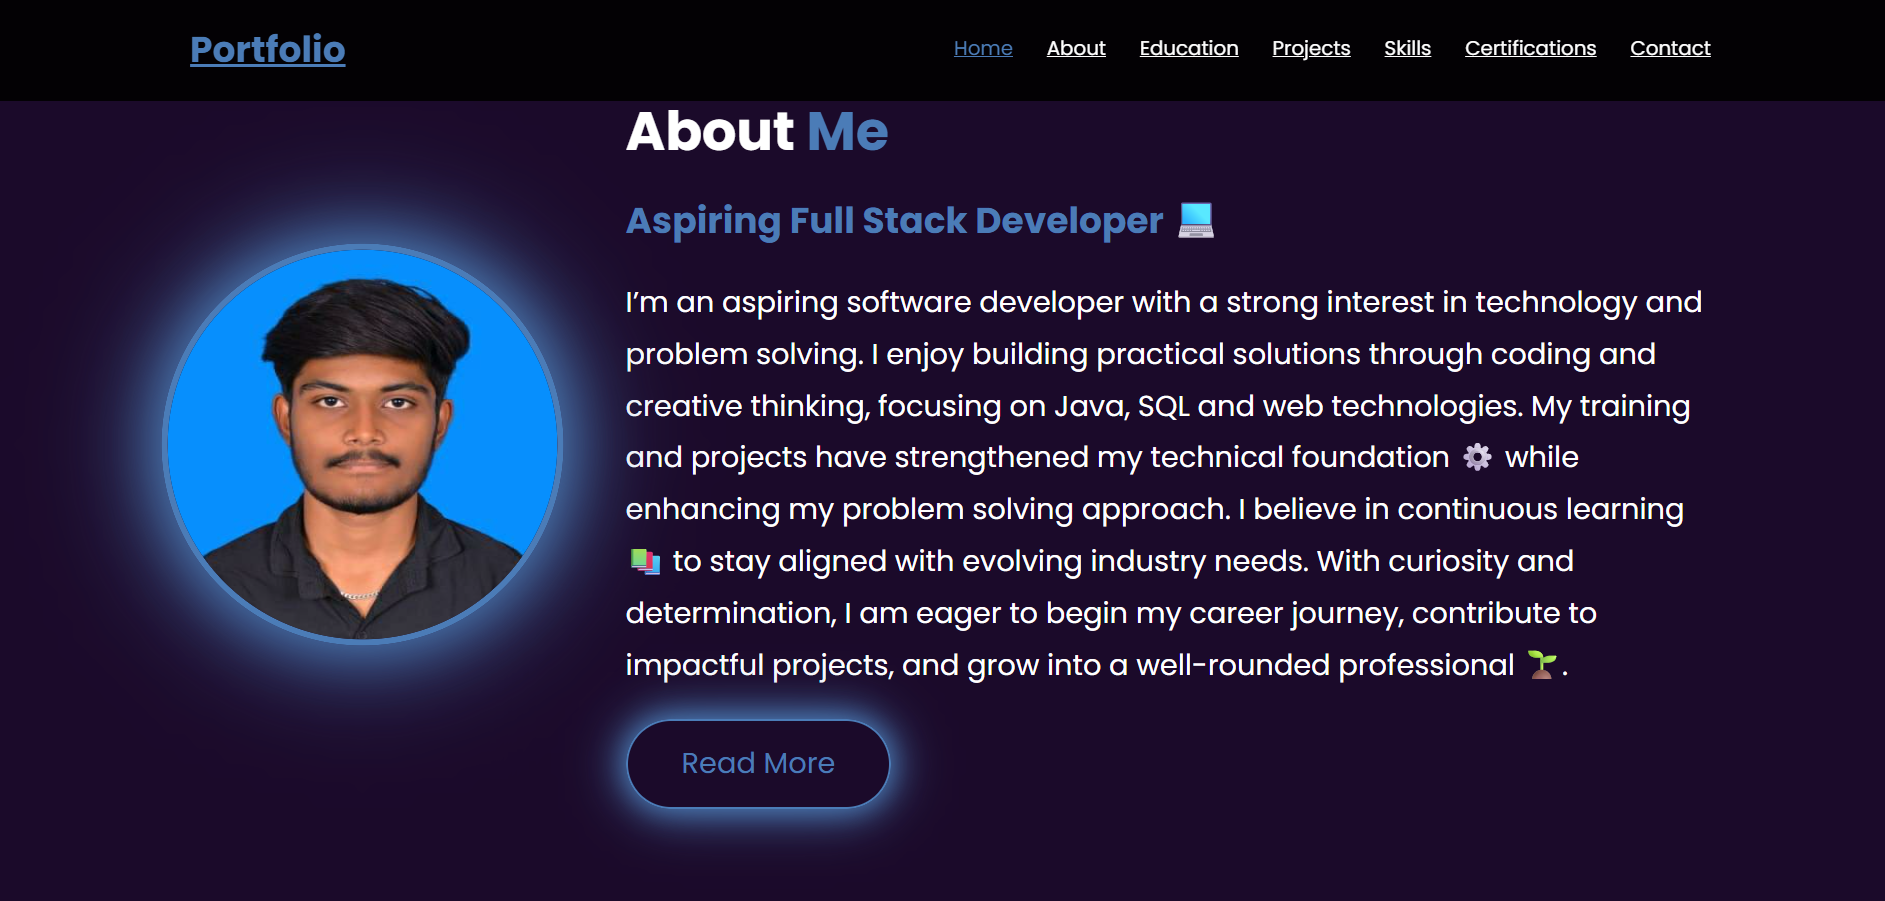 Portfolio
Home About Education Projects Skills Certifications Contact
About Me
Aspiring Full Stack Developer 💻
I’m an aspiring software developer with a strong interest in technology and
problem solving. I enjoy building practical solutions through coding and
creative thinking, focusing on Java, SQL and web technologies. My training
and projects have strengthened my technical foundation ⚙️ while
enhancing my problem solving approach. I believe in continuous learning
📚 to stay aligned with evolving industry needs. With curiosity and
determination, I am eager to begin my career journey, contribute to
impactful projects, and grow into a well-rounded professional 🌱.
Read More